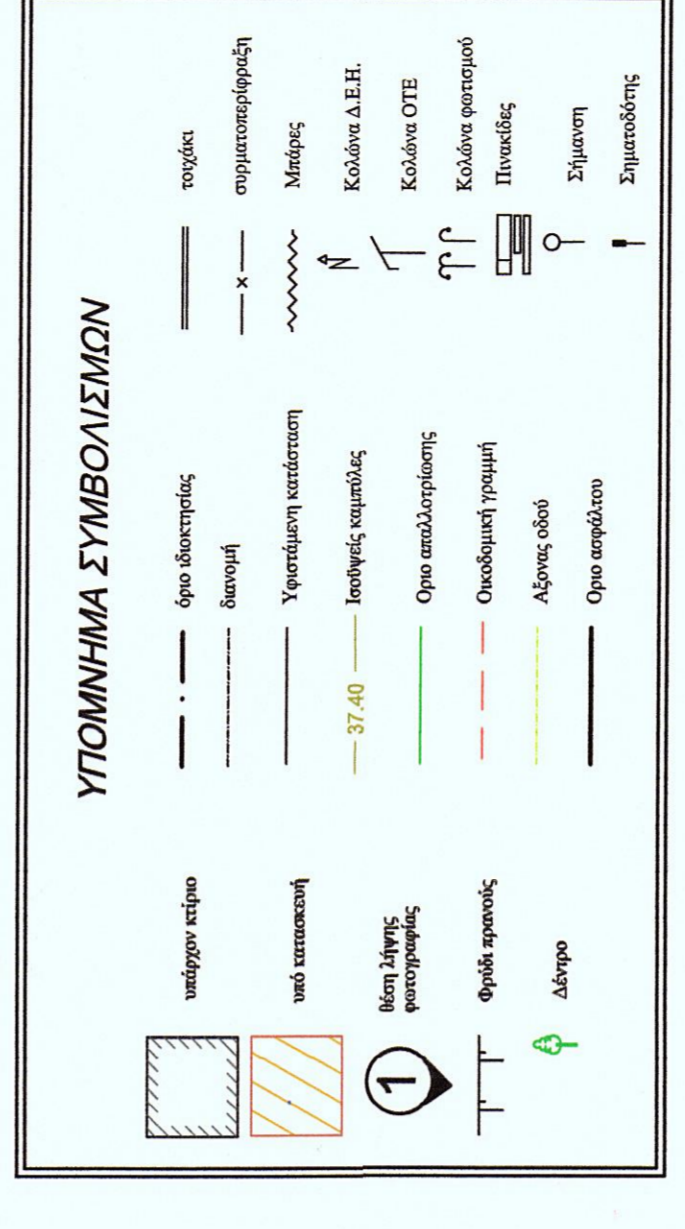 ΥΠΟΜΝΗΜΑ ΣΥΜΒΟΛΙΣΜΩΝ
υπάρχον κτίριο
υπό κατασκευή
1
θέση λήψης
φωτογραφίας
Φρύδι πρανούς
Δέντρο
όριο ιδιοκτησίας
διανομή
Υφιστάμενη κατάσταση
37.40
Ισοϋψείς καμπύλες
Οριο απαλλοτρίωσης
Οικοδομική γραμμή
Αξονας οδού
Οριο ασφάλτου
τοιχάκι
συρματοπερίφραξη
Μπάρες
Κολώνα Δ.Ε.Η.
Κολώνα ΟΤΕ
Κολώνα φωτισμού
Πινακίδες
Σήμανση
Σηματοδότης